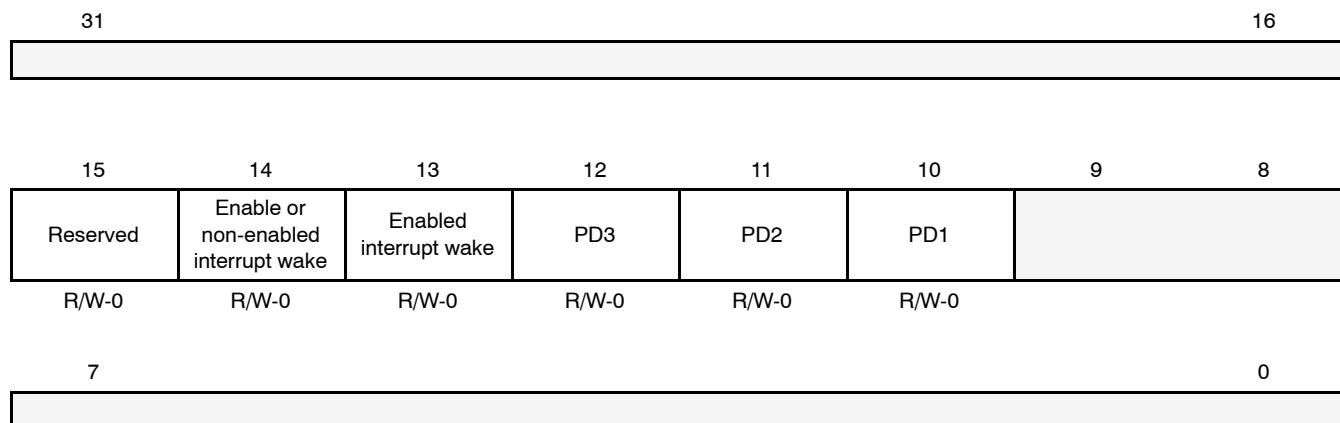 31 16
15 14 13 12 11 10 9 8
Reserved
Enable or
non-enabled
interrupt wake
Enabled
interrupt wake
PD3
PD2
PD1
R/W-0 R/W-0 R/W-0 R/W-0 R/W-0 R/W-0
7 0